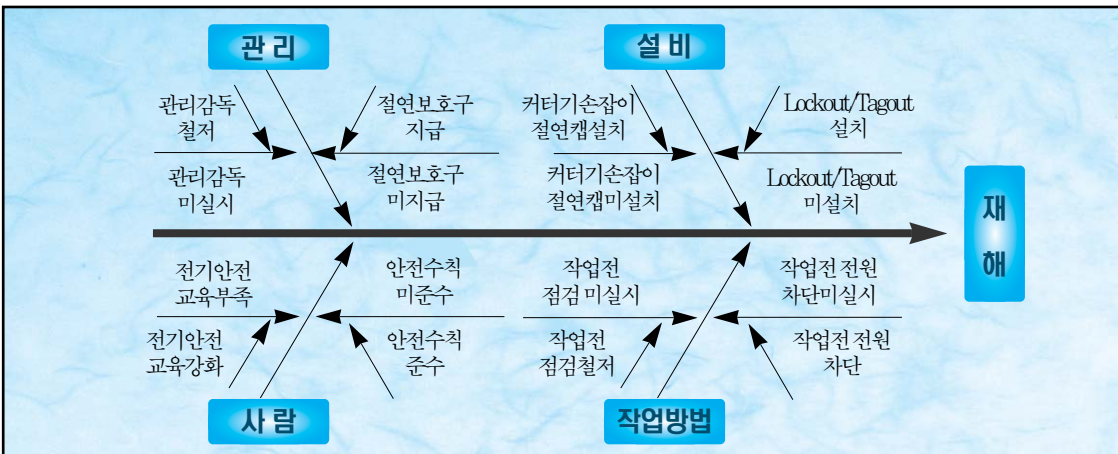 관 리
설 비
관리감독
철저
절연보호구
지급
커터기손잡이
절연캡설치
Lockout/Tagout
설치
관리감독
미실시
절연보호구
미지급
커터기손잡이
절연캡미설치
Lockout/Tagout
미설치
재
해
전기안전
교육부족
안전수칙
미준수
작업전
점검 미실시
작업전 전원
차단미실시
전기안전
교육강화
안전수칙
준수
작업전
점검철저
작업전 전원
차단
사 람
작업방법